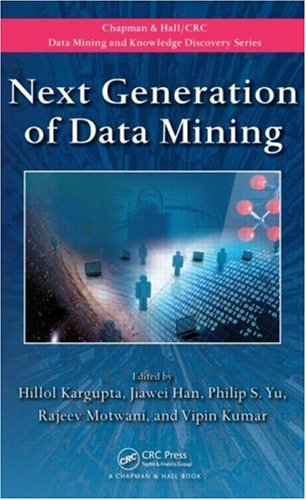 Chapman & Hall/CRC
Data Mining and Knowledge Discovery Series
Next Generation
of Data Mining
Edited by
Hillol Kargupta, Jiawei Han, Philip S. Yu,
Rajeev Motwani, and Vipin Kumar
CRC Press
Taylor & Francis Group
A CHAPMAN & HALL BOOK